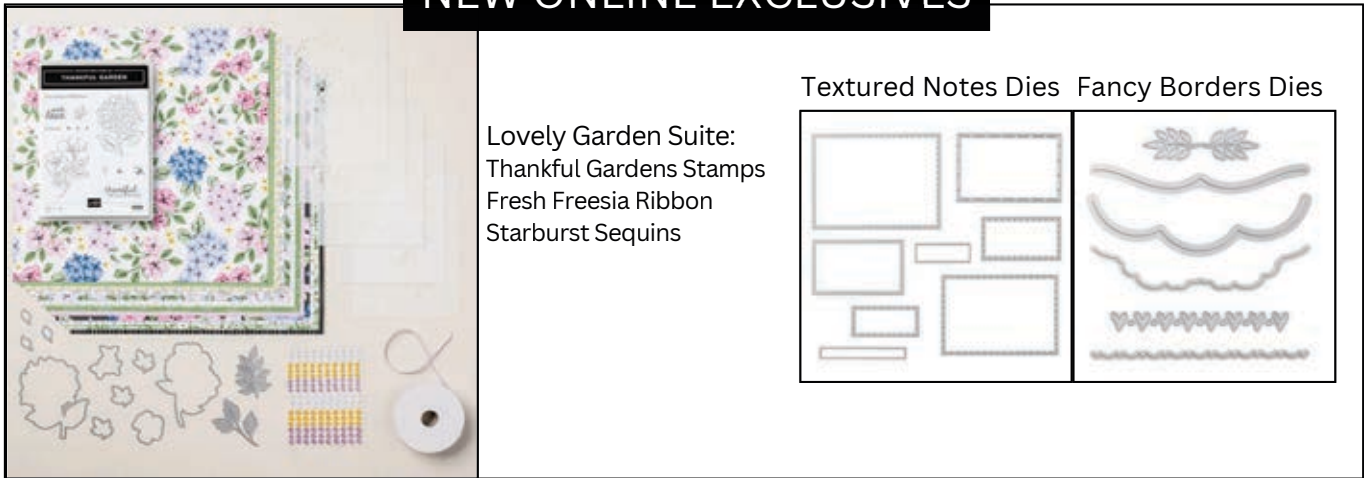 NEW ONLINE EXCLUSIVES
THANKFUL GARDEN
Lovely Garden Suite:
Thankful Gardens Stamps
Fresh Freesia Ribbon
Starburst Sequins
Textured Notes Dies
Fancy Borders Dies